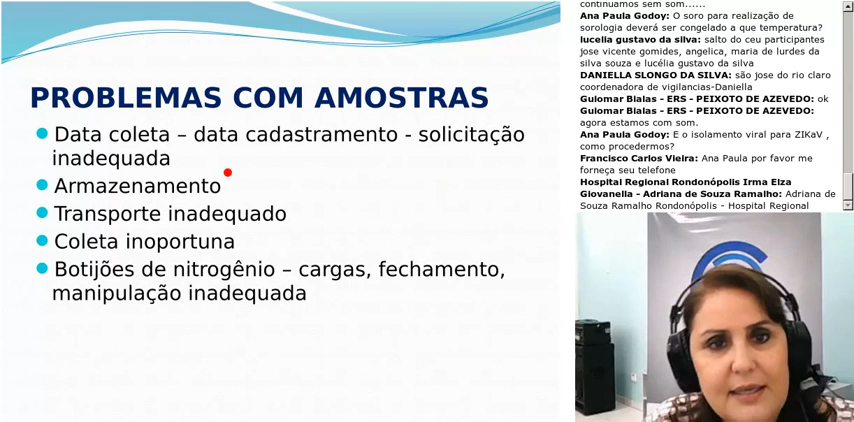 PROBLEMAS COM AMOSTRAS
Data coleta – data cadastramento - solicitação
inadequada
Armazenamento
Transporte inadequado
Coleta inoportuna
Botijões de nitrogênio – cargas, fechamento,
manipulação inadequada
continuamos sem som......
Ana Paula Godoy: O soro para realização de
sorologia deverá ser congelado a que temperatura?
lucelia gustavo da silva: salto do ceu participantes
jose vicente gomides, angelica, maria de lurdes da
silva souza e lucélia gustavo da silva
DANIELLA SLONGO DA SILVA: são jose do rio claro
coordenadora de vigilancias-Daniella
Guiomar Bialas - ERS - PEIXOTO DE AZEVEDO: ok
Guiomar Bialas - ERS - PEIXOTO DE AZEVEDO:
agora estamos com som.
Ana Paula Godoy: E o isolamento viral para ZIKaV ,
como procedermos?
Francisco Carlos Vieira: Ana Paula por favor me
forneça seu telefone
Hospital Regional Rondonópolis Irma Elza
Giovanella - Adriana de Souza Ramalho: Adriana de
Souza Ramalho Rondonópolis - Hospital Regional